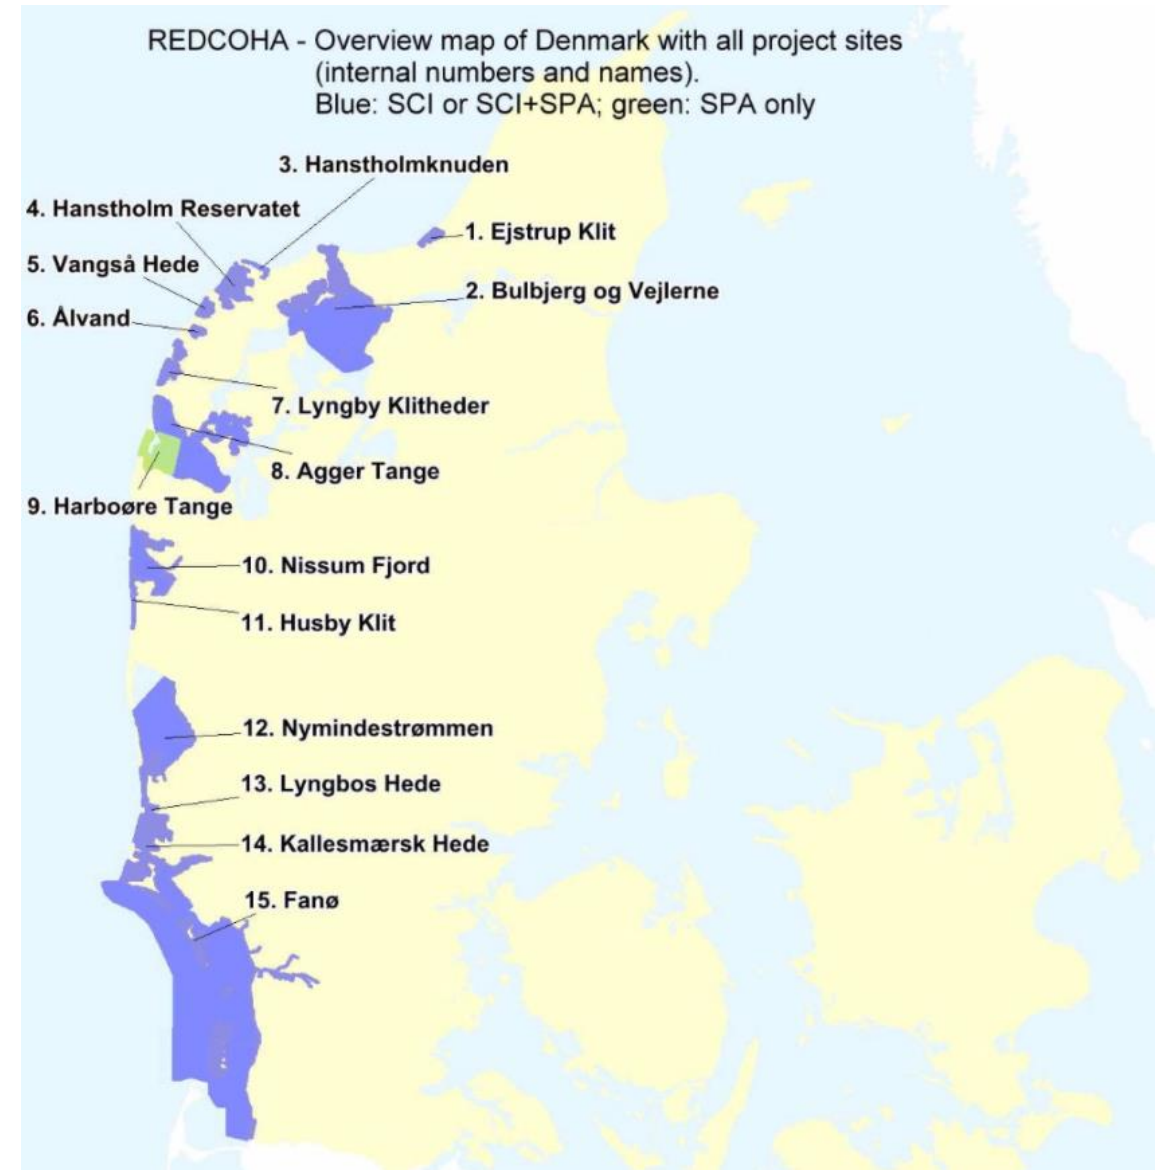 REDCOHA - Overview map of Denmark with all project sites
(internal numbers and names).
Blue: SCI or SCI+SPA; green: SPA only
3. Hanstholmknuden
4. Hanstholm Reservatet
1. Ejstrup Klit
5. Vangså Hede
2. Bulbjerg og Vejlerne
6. Ålvand
7. Lyngby Klitheder
8. Agger Tange
9. Harboøre Tange
10. Nissum Fjord
11. Husby Klit
12. Nymindestrømmen
13. Lyngbos Hede
14. Kallesmærsk Hede
15. Fanø